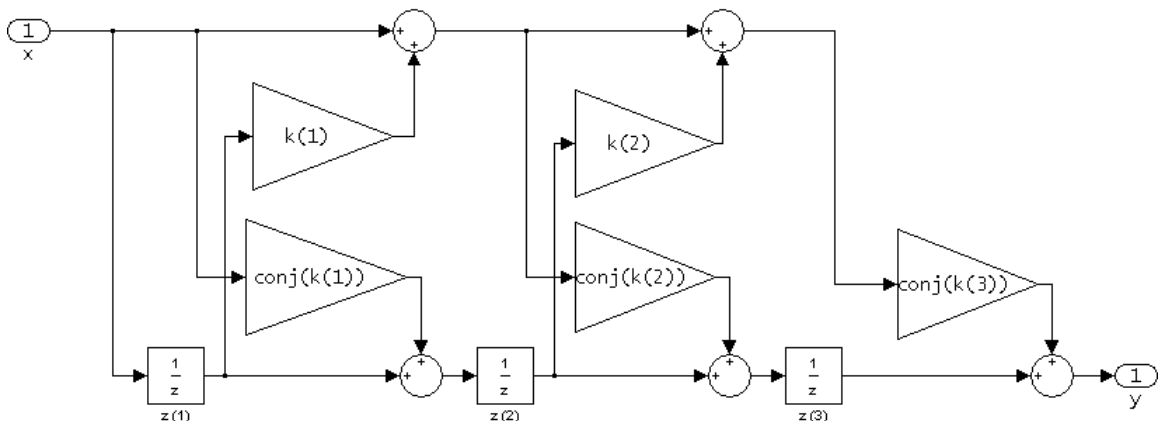 1
x
+
+
+
+
k(1)
k(2)
conj(k(1))
conj(k(2))
conj(k(3))
1
z
z(1)
+
+
1
z
z(2)
+
+
1
z
z(3)
+
+
1
y